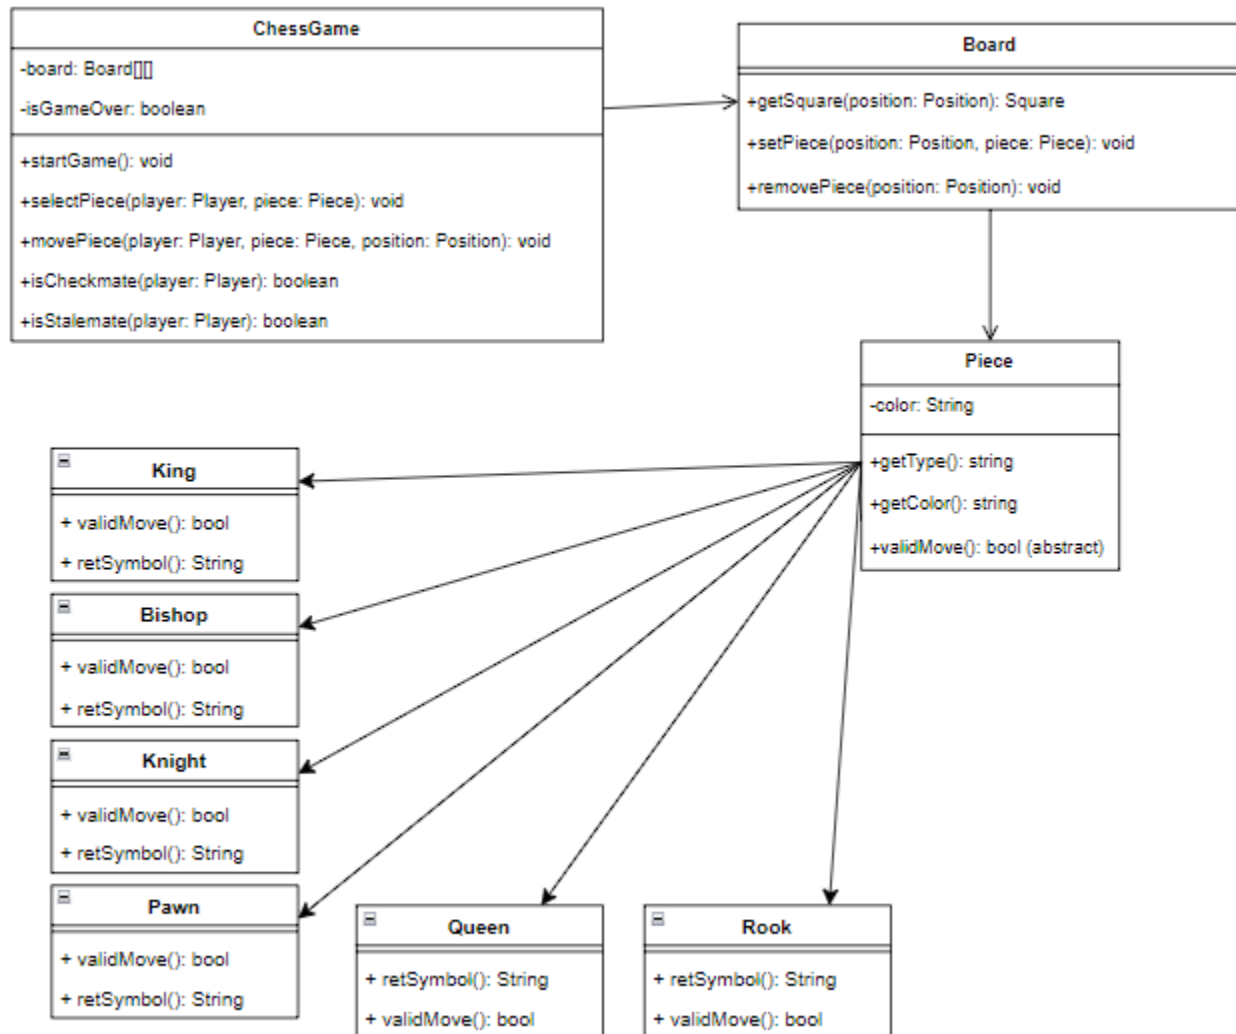 ChessGame
-board: Board[][]
-isGameOver: boolean
+startGame(): void
+selectPiece(player: Player, piece: Piece): void
+movePiece(player: Player, piece: Piece, position: Position): void
+isCheckmate(player: Player): boolean
+isStalemate(player: Player): boolean
Board
+getSquare(position: Position): Square
+setPiece(position: Position, piece: Piece): void
+removePiece(position: Position): void
Piece
-color: String
+getType(): string
+getColor(): string
+validMove(): bool (abstract)
King
+ validMove(): bool
+ retSymbol(): String
Bishop
+ validMove(): bool
+ retSymbol(): String
Knight
+ validMove(): bool
+ retSymbol(): String
Pawn
+ validMove(): bool
+ retSymbol(): String
Queen
+ retSymbol(): String
+ validMove(): bool
Rook
+ retSymbol(): String
+ validMove(): bool